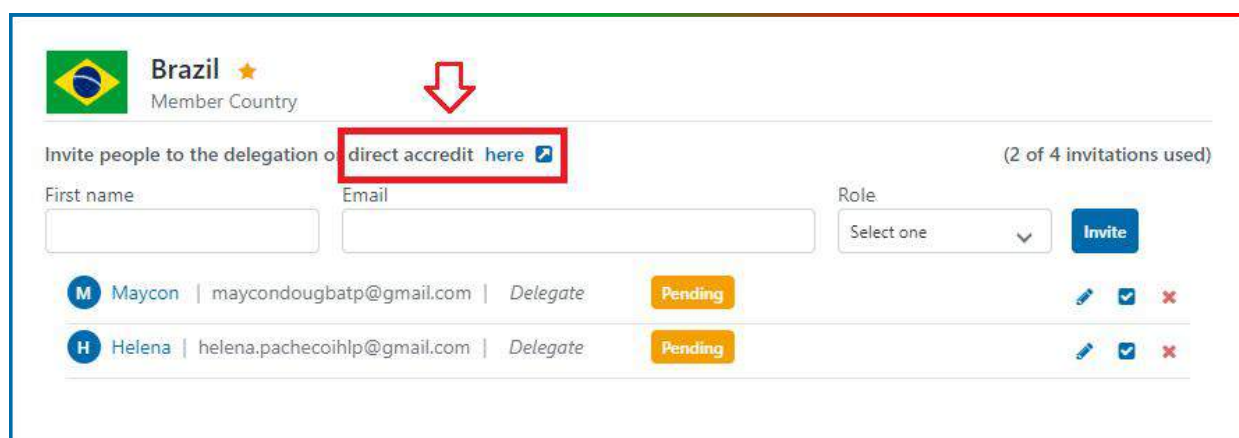 Brazil
Member Country
Invite people to the delegation or direct accredit here
(2 of 4 invitations used)
First name Email Role
Select one Invite
M Maycon | maycondougbatp@gmail.com | Delegate Pending
H Helena | helena.pachecoihlp@gmail.com | Delegate Pending